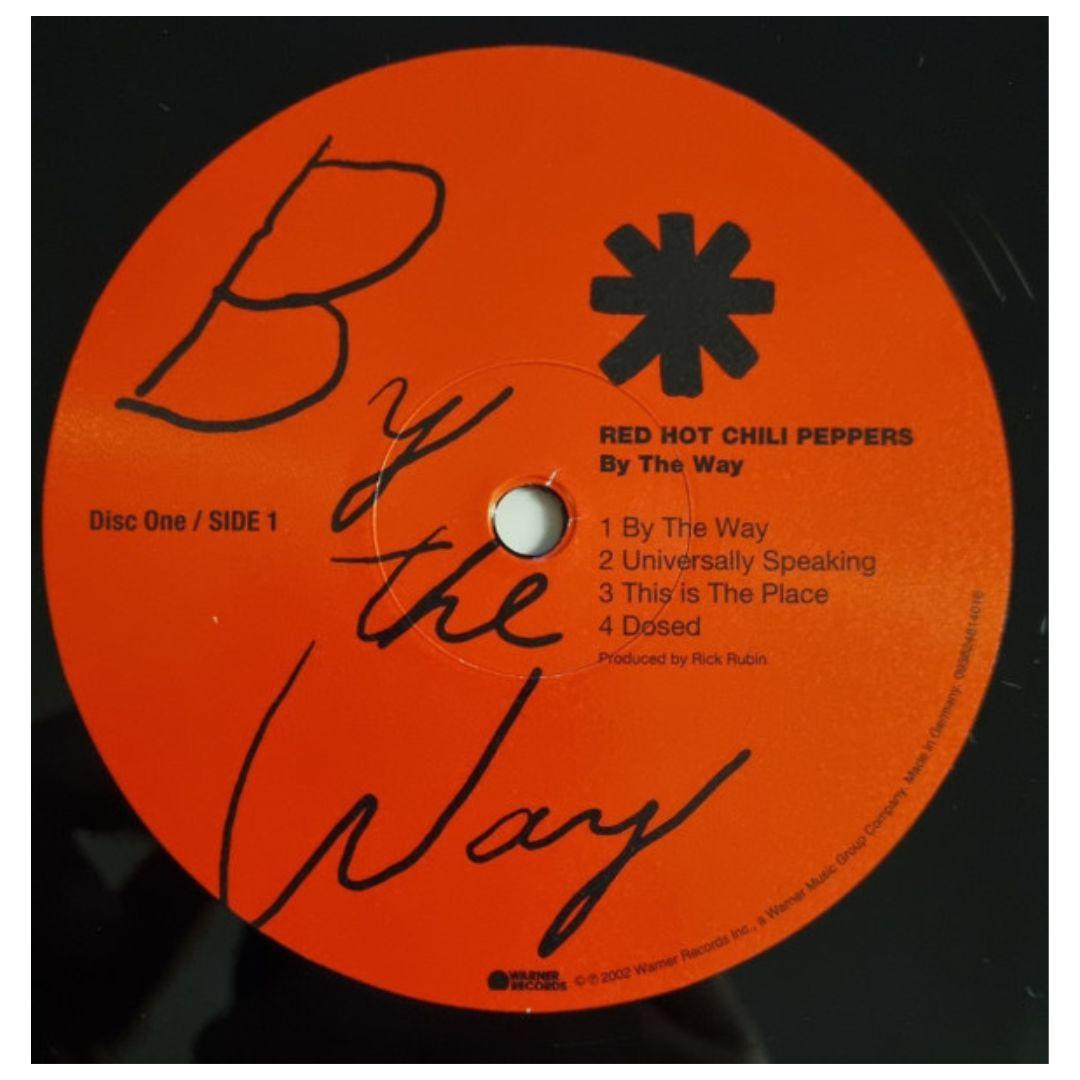 By
the
Way
Disc One / SIDE 1
RED HOT CHILI PEPPERS
By The Way
1 By The Way
2 Universally Speaking
3 This is The Place
4 Dosed
Produced by Rick Rubin
WARNER
RECORDS
© ℗ 2002 Warner Records Inc., a Warner Music Group Company. Made in Germany.